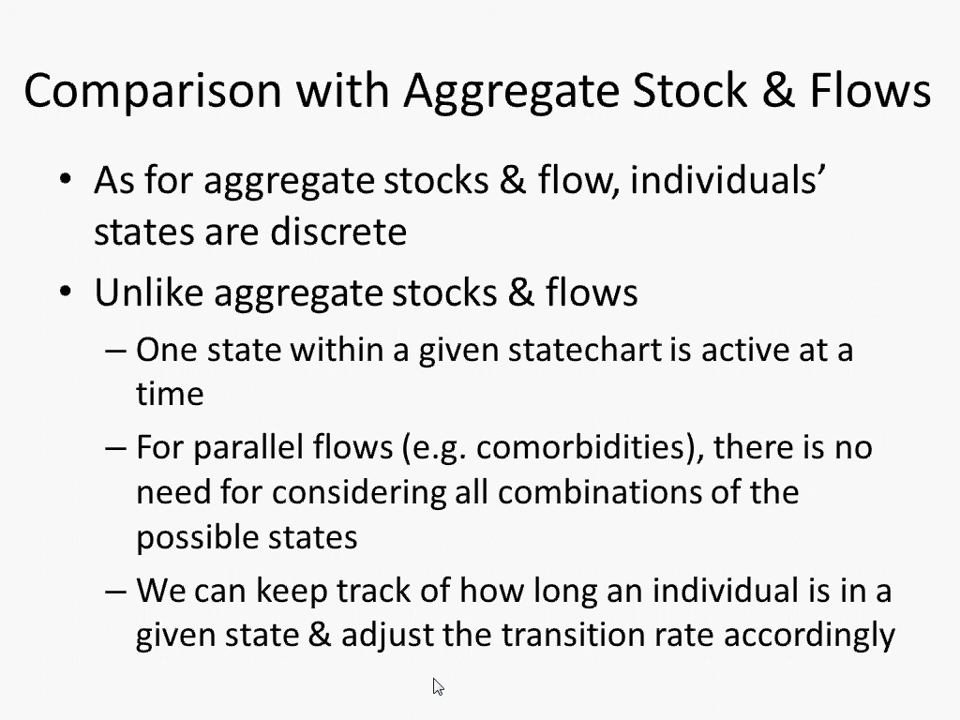 Comparison with Aggregate Stock & Flows
• As for aggregate stocks & flow, individuals’
states are discrete
• Unlike aggregate stocks & flows
– One state within a given statechart is active at a
time
– For parallel flows (e.g. comorbidities), there is no
need for considering all combinations of the
possible states
– We can keep track of how long an individual is in a
given state & adjust the transition rate accordingly